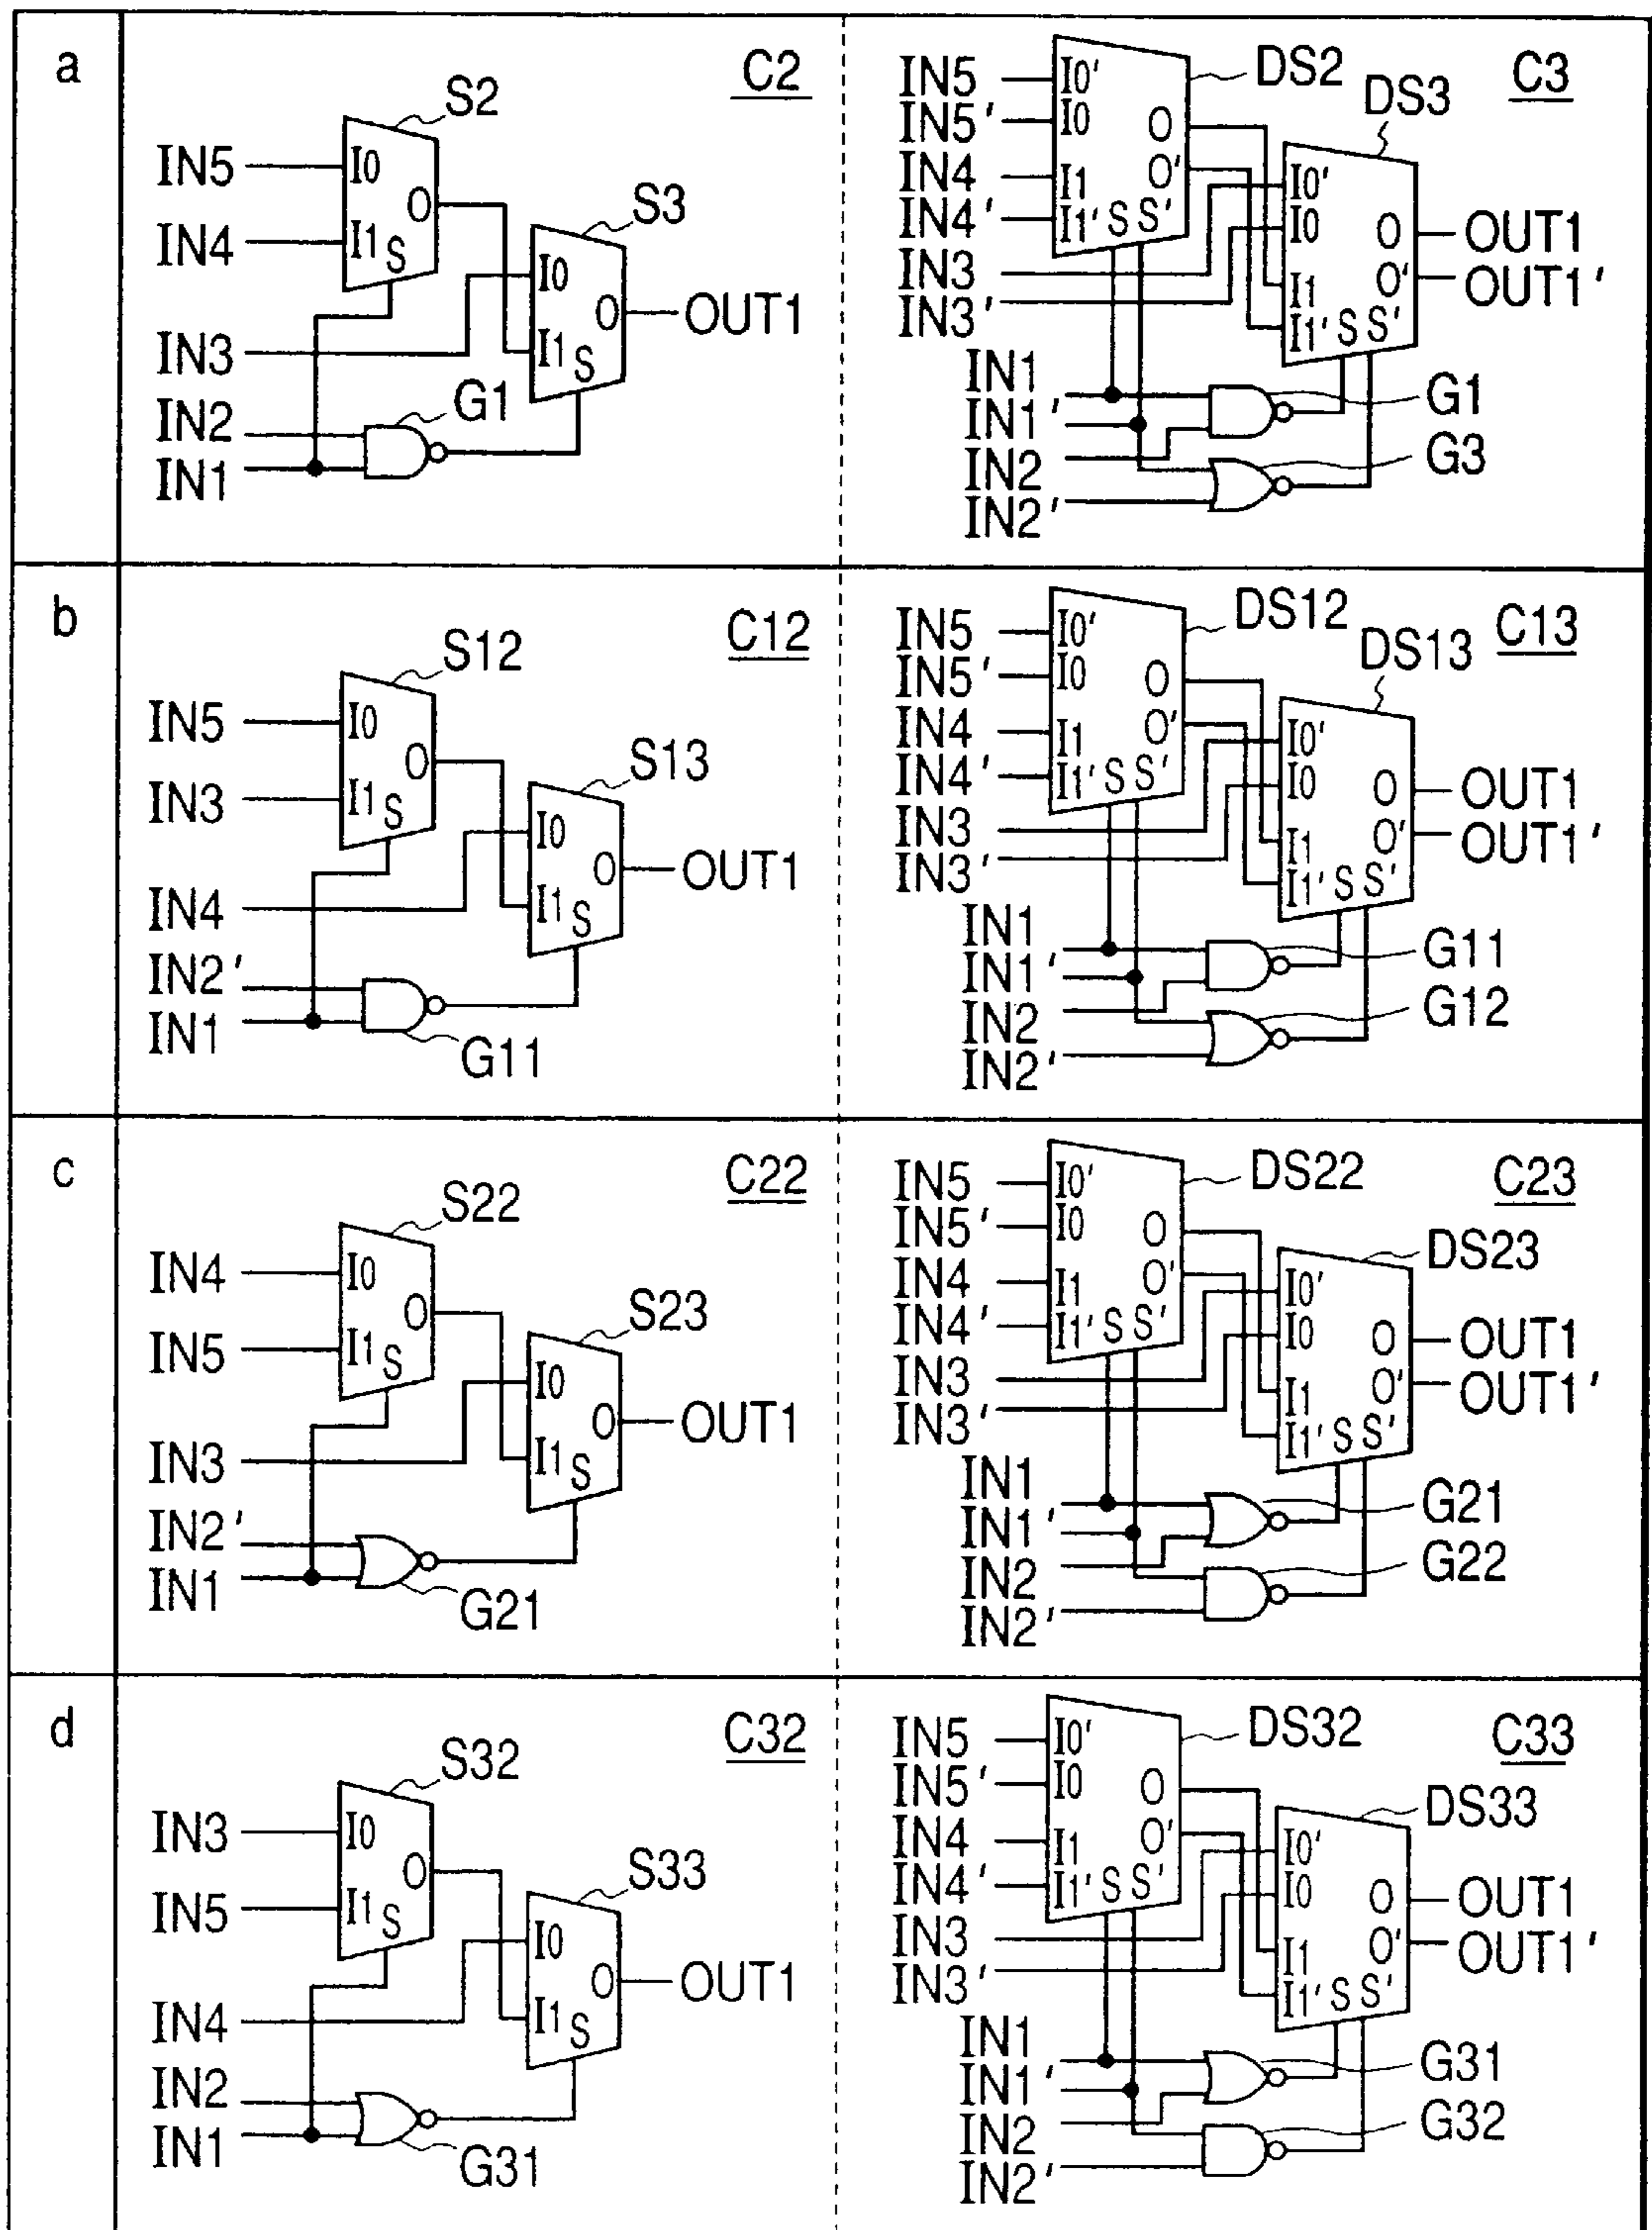 a
C2
S2
IN5
I0
O
IN4
I1
S
S3
I0
O
OUT1
IN3
I1
S
G1
IN2
IN1
C3
DS2
IN5
I0'
DS3
IN5'
I0
O
IN4
I1
O'
I0'
IN4'
I1'
S
S'
I0
O
OUT1
IN3
I1
O'
OUT1'
IN3'
I1'
S
S'
IN1
G1
IN1'
IN2
G3
IN2'
b
C12
S12
IN5
I0
O
IN3
I1
S
S13
I0
O
OUT1
IN4
I1
S
IN2'
IN1
G11
C13
DS12
IN5
I0'
DS13
IN5'
I0
O
IN4
I1
O'
I0'
IN4'
I1'
S
S'
I0
O
OUT1
IN3
I1
O'
OUT1'
IN3'
I1'
S
S'
IN1
G11
IN1'
IN2
G12
IN2'
c
C22
S22
IN4
I0
O
IN5
I1
S
S23
I0
O
OUT1
IN3
I1
S
IN2'
IN1
G21
C23
DS22
IN5
I0'
IN5'
I0
O
DS23
IN4
I1
O'
I0'
IN4'
I1'
S
S'
I0
O
OUT1
IN3
I1
O'
OUT1'
IN3'
I1'
S
S'
IN1
G21
IN1'
IN2
G22
IN2'
d
C32
S32
IN3
I0
O
IN5
I1
S
S33
I0
O
OUT1
IN4
I1
S
IN2
IN1
G31
C33
DS32
IN5
I0'
IN5'
I0
O
DS33
IN4
I1
O'
I0'
IN4'
I1'
S
S'
I0
O
OUT1
IN3
I1
O'
OUT1'
IN3'
I1'
S
S'
IN1
G31
IN1'
IN2
G32
IN2'